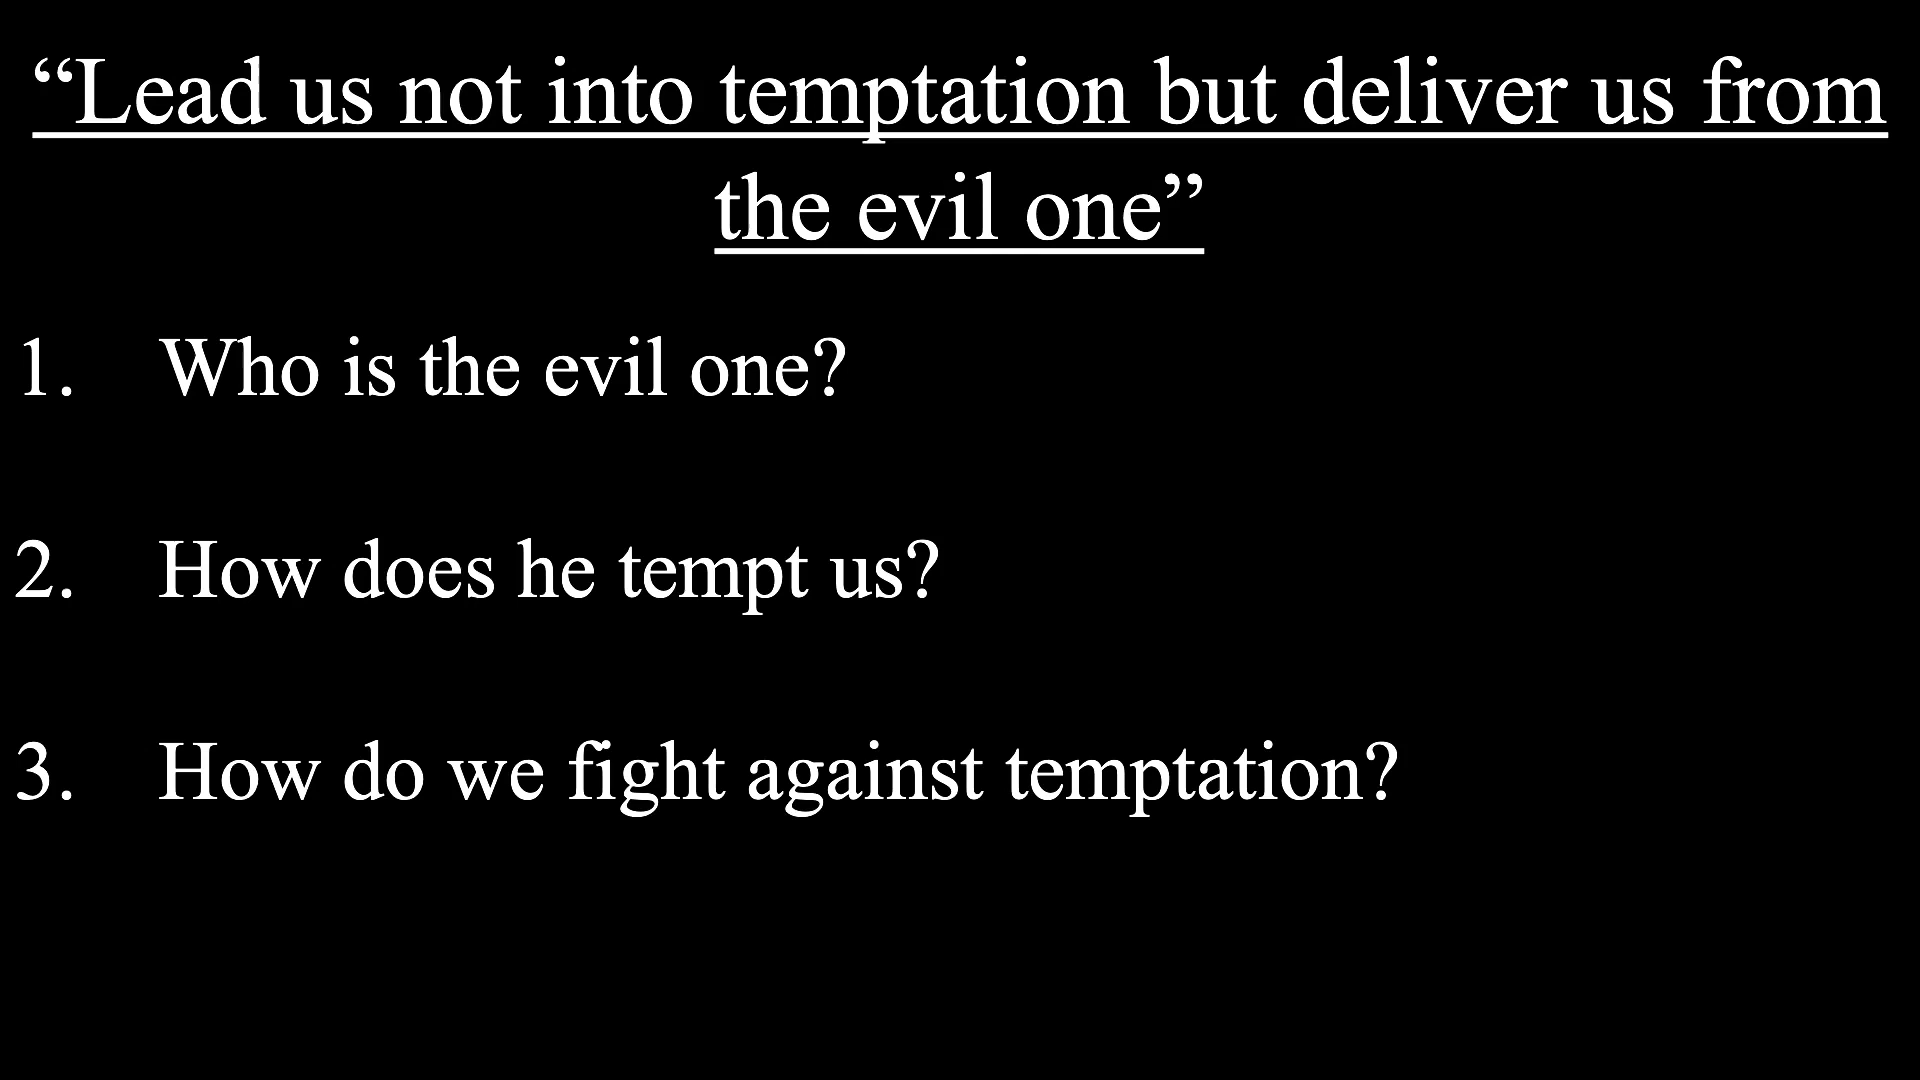 “Lead us not into temptation but deliver us from
the evil one”
1. Who is the evil one?
2. How does he tempt us?
3. How do we fight against temptation?